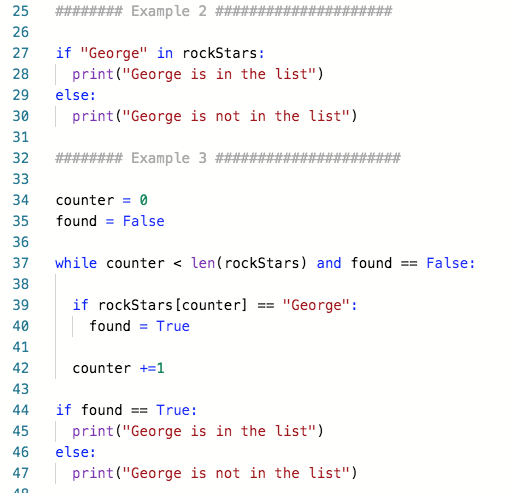 25 ######## Example 2 #####################
26
27 if "George" in rockStars:
28 print("George is in the list")
29 else:
30 print("George is not in the list")
31
32 ######## Example 3 ######################
33
34 counter = 0
35 found = False
36
37 while counter < len(rockStars) and found == False:
38
39 if rockStars[counter] == "George":
40 found = True
41
42 counter +=1
43
44 if found == True:
45 print("George is in the list")
46 else:
47 print("George is not in the list")
48